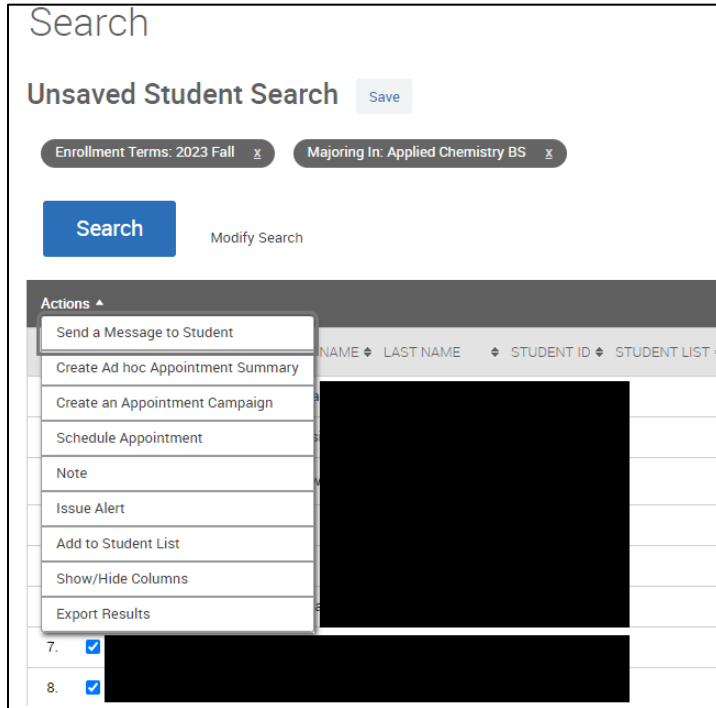 Search
Unsaved Student Search Save
Enrollment Terms: 2023 Fall x Majoring In: Applied Chemistry BS x
Search Modify Search
Actions
Send a Message to Student
NAME LAST NAME STUDENT ID STUDENT LIST
Create Ad hoc Appointment Summary
Create an Appointment Campaign
Schedule Appointment
Note
Issue Alert
Add to Student List
Show/Hide Columns
Export Results
7.
8.